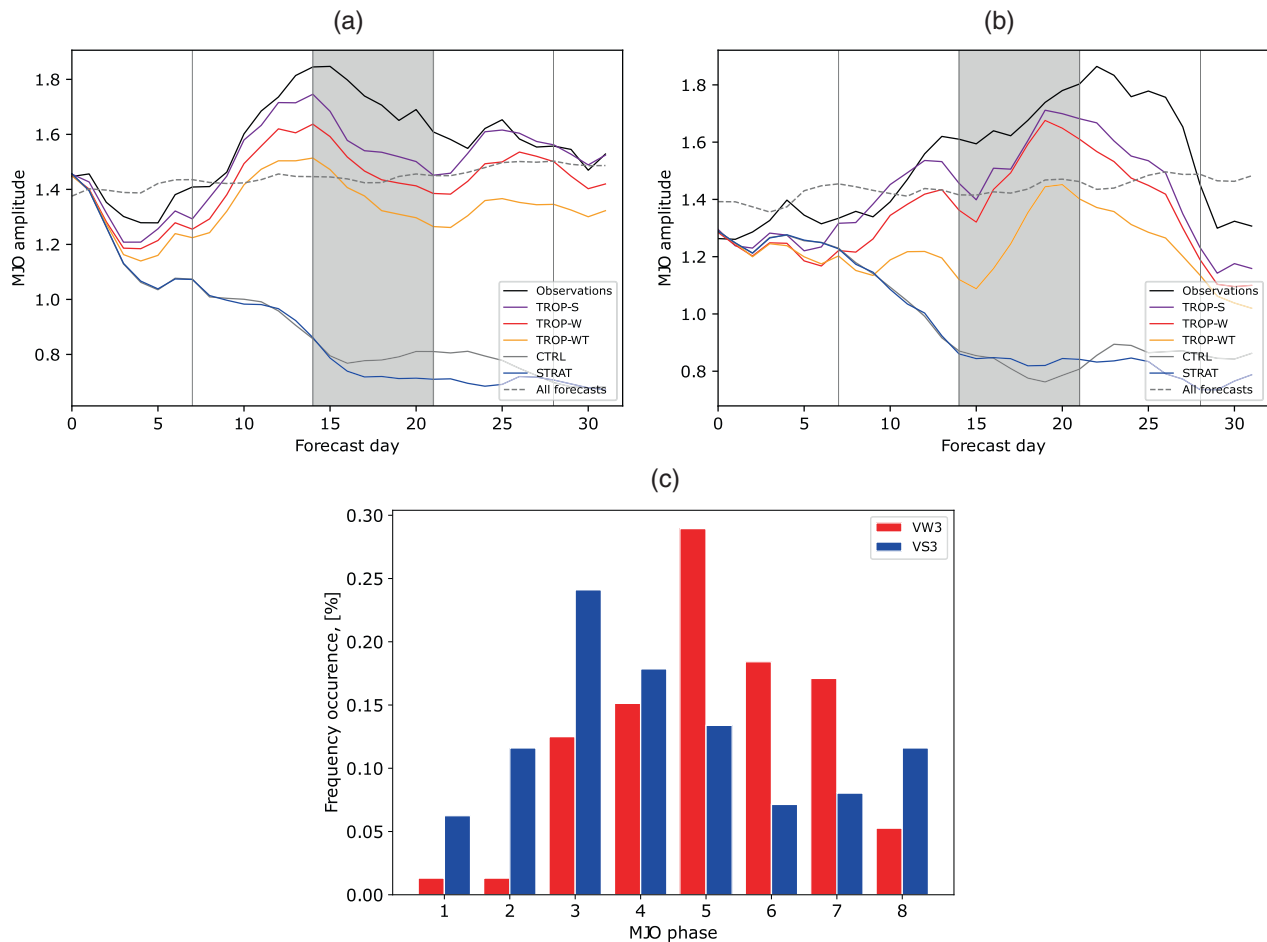 (a)
1.8
1.6
1.4
1.2
1.0
0.8
MJO amplitude
0 5 10 15 20 25 30
Forecast day
Observations
TROP-S
TROP-W
TROP-WT
CTRL
STRAT
All forecasts
(b)
1.8
1.6
1.4
1.2
1.0
0.8
MJO amplitude
0 5 10 15 20 25 30
Forecast day
Observations
TROP-S
TROP-W
TROP-WT
CTRL
STRAT
All forecasts
(c)
0.30
0.25
0.20
0.15
0.10
0.05
0.00
Frequency occurence, [%]
VW3
VS3
1 2 3 4 5 6 7 8
MJO phase